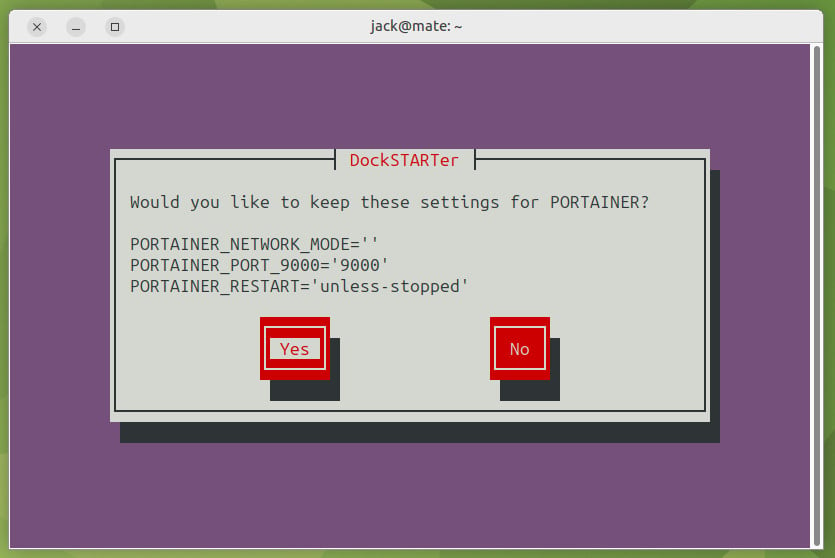 jack@mate: ~
DockSTARTer
Would you like to keep these settings for PORTAINER?
PORTAINER_NETWORK_MODE=''
PORTAINER_PORT_9000='9000'
PORTAINER_RESTART='unless-stopped'
Yes No